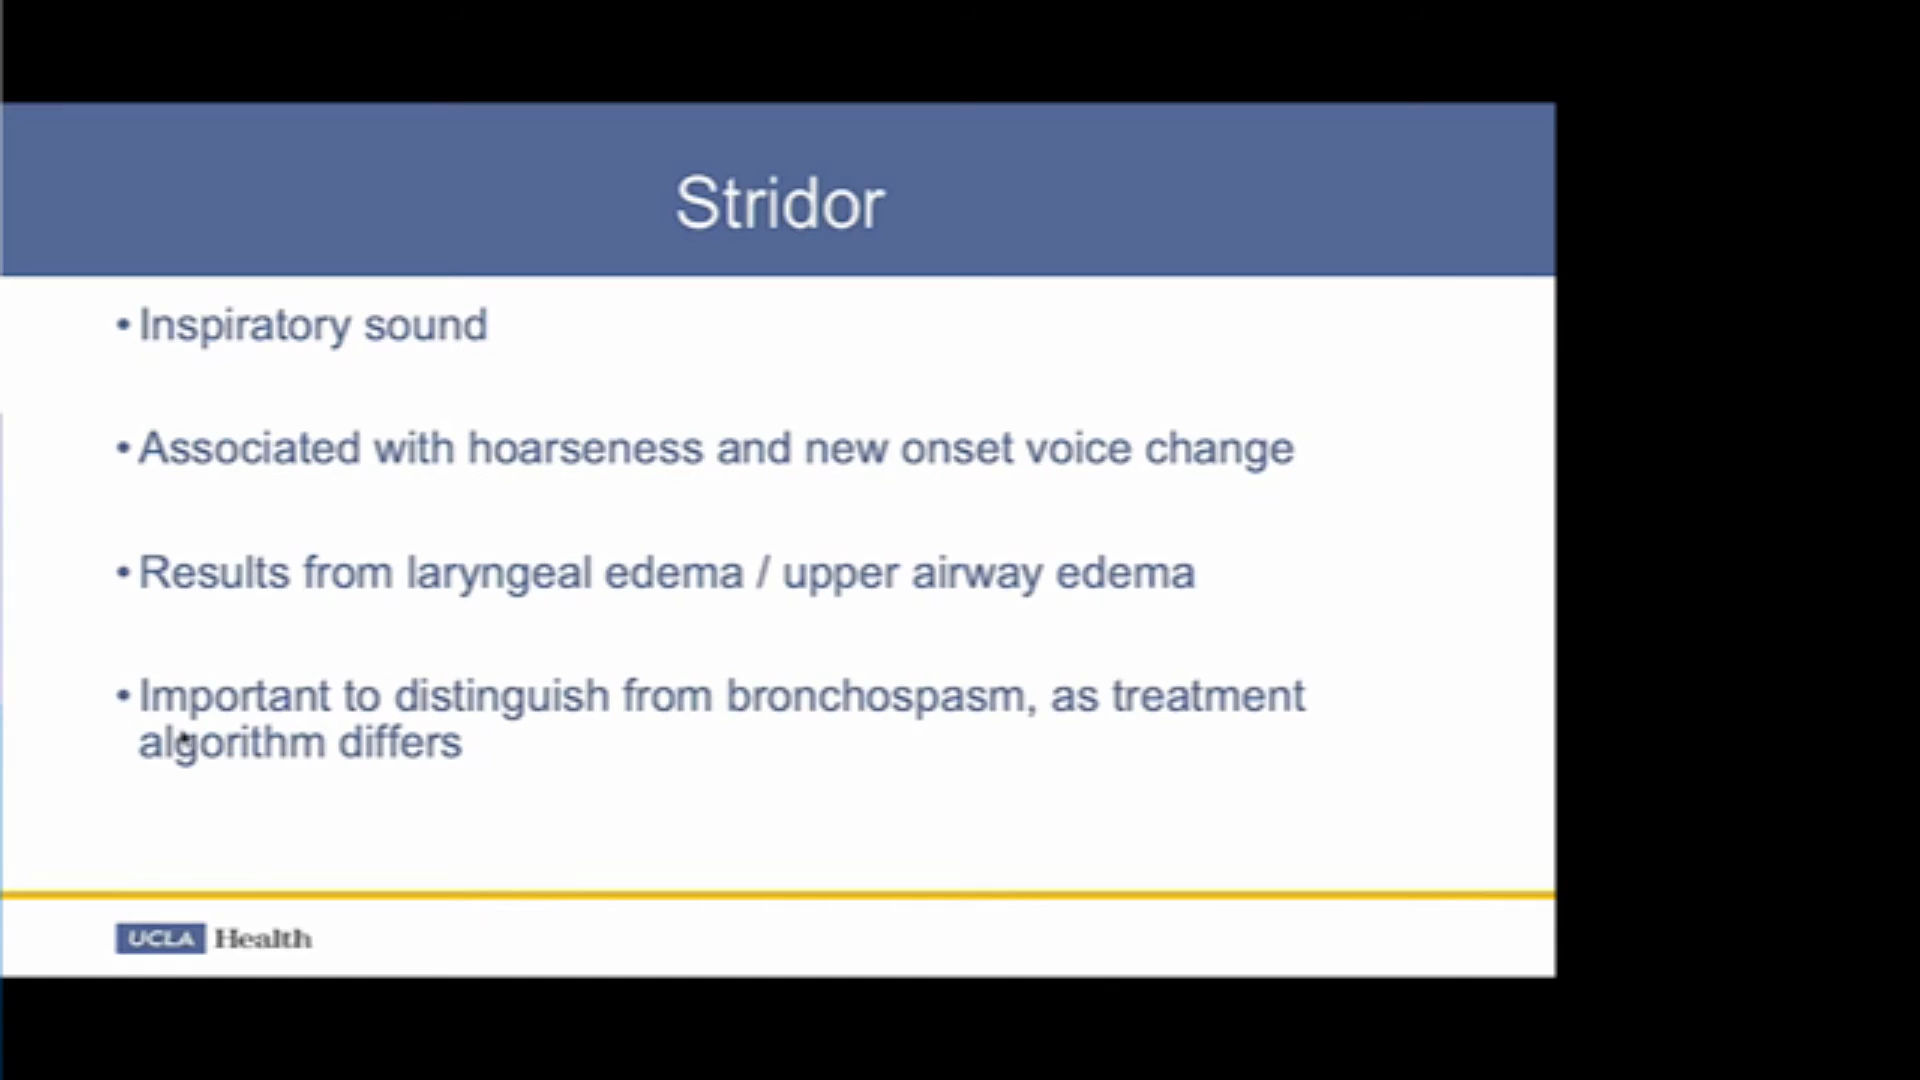 Stridor
• Inspiratory sound
• Associated with hoarseness and new onset voice change
• Results from laryngeal edema / upper airway edema
• Important to distinguish from bronchospasm, as treatment
algorithm differs
UCLA Health